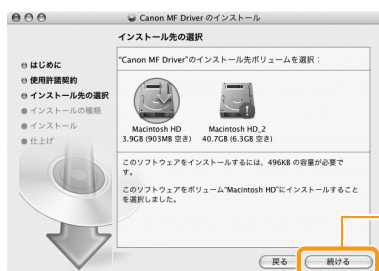 Canon MF Driver のインストール
インストール先の選択
はじめに
使用許諾契約
インストール先の選択
インストールの種類
インストール
仕上げ
"Canon MF Driver"のインストール先ボリュームを選択：
Macintosh HD
3.9GB (903MB 空き)
Macintosh HD_2
40.7GB (6.3GB 空き)
このソフトウェアをインストールするには、496KB の容量が必要で
す。
このソフトウェアをボリューム"Macintosh HD"にインストールすること
を選択しました。
戻る
続ける